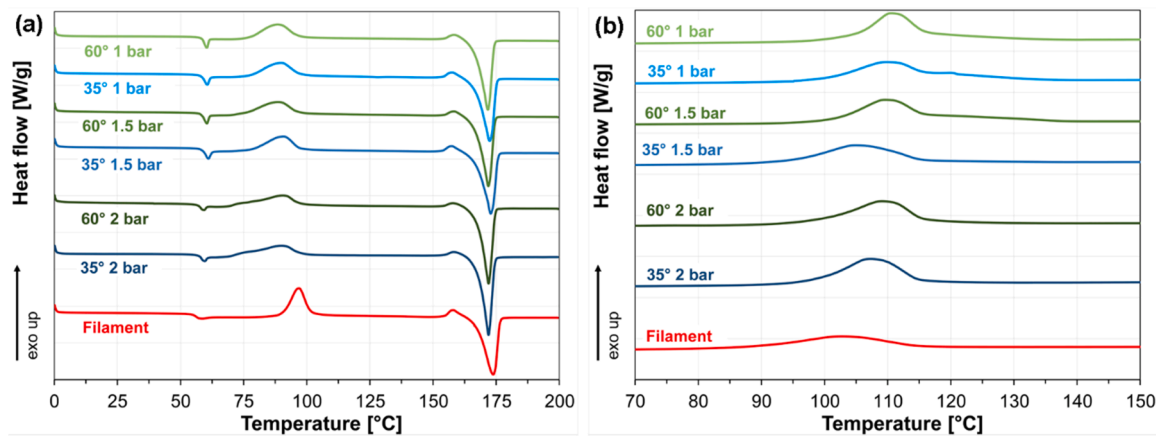 (a)
Heat flow [W/g]
exo up
60° 1 bar
35° 1 bar
60° 1.5 bar
35° 1.5 bar
60° 2 bar
35° 2 bar
Filament
0 25 50 75 100 125 150 175 200
Temperature [°C]
(b)
Heat flow [W/g]
exo up
60° 1 bar
35° 1 bar
60° 1.5 bar
35° 1.5 bar
60° 2 bar
35° 2 bar
Filament
70 80 90 100 110 120 130 140 150
Temperature [°C]